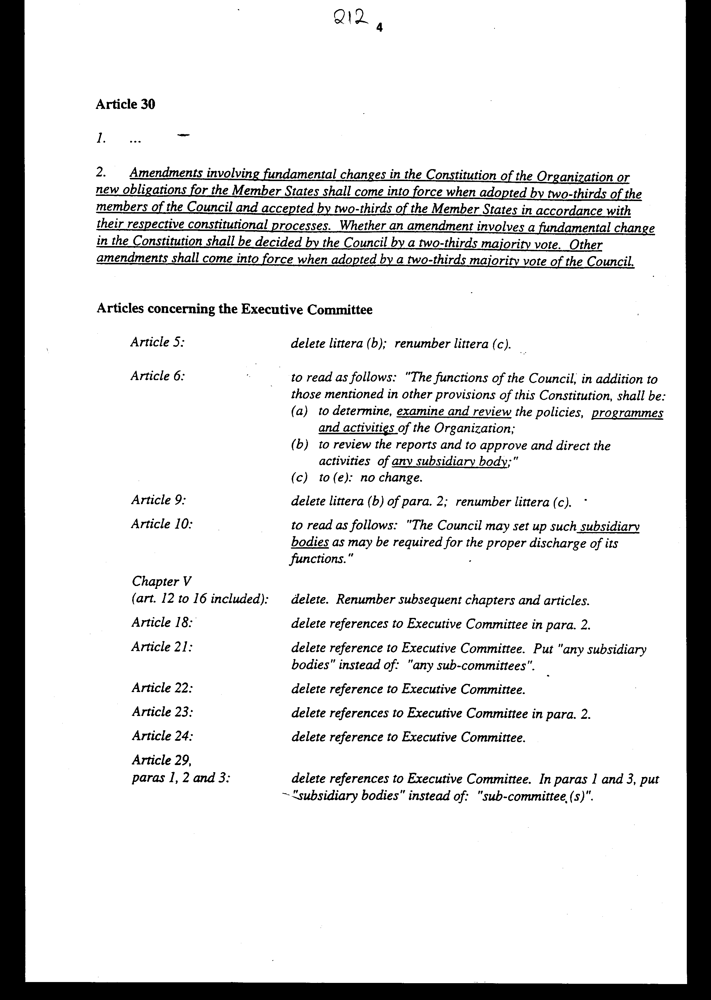 212
4
Article 30
1. ...
2. Amendments involving fundamental changes in the Constitution of the Organization or
new obligations for the Member States shall come into force when adopted by two-thirds of the
members of the Council and accepted by two-thirds of the Member States in accordance with
their respective constitutional processes. Whether an amendment involves a fundamental change
in the Constitution shall be decided by the Council by a two-thirds majority vote. Other
amendments shall come into force when adopted by a two-thirds majority vote of the Council.
Articles concerning the Executive Committee
Article 5: delete littera (b); renumber littera (c).
Article 6: to read as follows: "The functions of the Council, in addition to
those mentioned in other provisions of this Constitution, shall be:
(a) to determine, examine and review the policies, programmes
and activities of the Organization;
(b) to review the reports and to approve and direct the
activities of any subsidiary body;"
(c) to (e): no change.
Article 9: delete littera (b) of para. 2; renumber littera (c).
Article 10: to read as follows: "The Council may set up such subsidiary
bodies as may be required for the proper discharge of its
functions."
Chapter V
(art. 12 to 16 included): delete. Renumber subsequent chapters and articles.
Article 18: delete references to Executive Committee in para. 2.
Article 21: delete reference to Executive Committee. Put "any subsidiary
bodies" instead of: "any sub-committees".
Article 22: delete reference to Executive Committee.
Article 23: delete references to Executive Committee in para. 2.
Article 24: delete reference to Executive Committee.
Article 29,
paras 1, 2 and 3: delete references to Executive Committee. In paras 1 and 3, put
"subsidiary bodies" instead of: "sub-committee (s)".